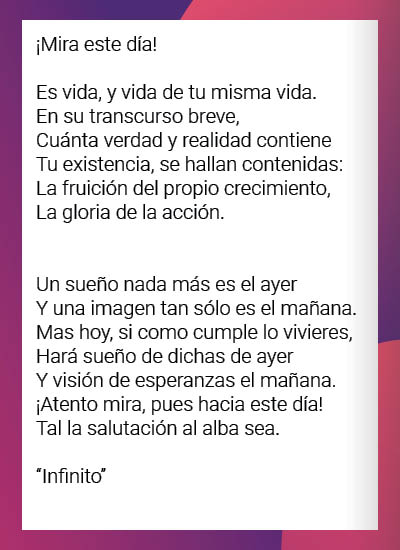 ¡Mira este día!
Es vida, y vida de tu misma vida.
En su transcurso breve,
Cuánta verdad y realidad contiene
Tu existencia, se hallan contenidas:
La fruición del propio crecimiento,
La gloria de la acción.
Un sueño nada más es el ayer
Y una imagen tan sólo es el mañana.
Mas hoy, si como cumple lo vivieres,
Hará sueño de dichas de ayer
Y visión de esperanzas el mañana.
¡Atento mira, pues hacia este día!
Tal la salutación al alba sea.
“Infinito”